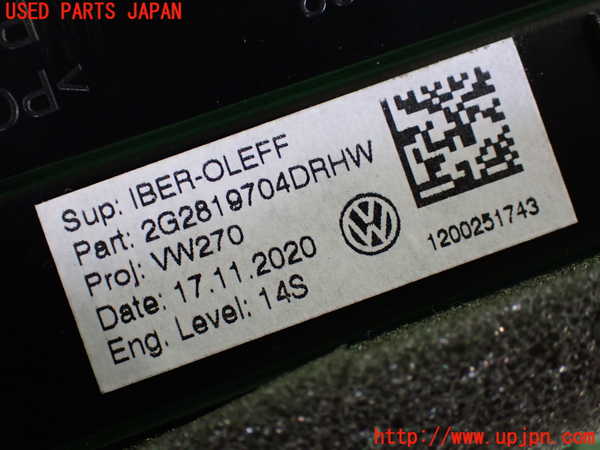 USED PARTS JAPAN
Sup: IBER-OLEFF
Part: 2G2819704DRHW
Proj: VW270
Date: 17.11.2020
Eng. Level: 14S
1200251743
http://www.upjpn.com/